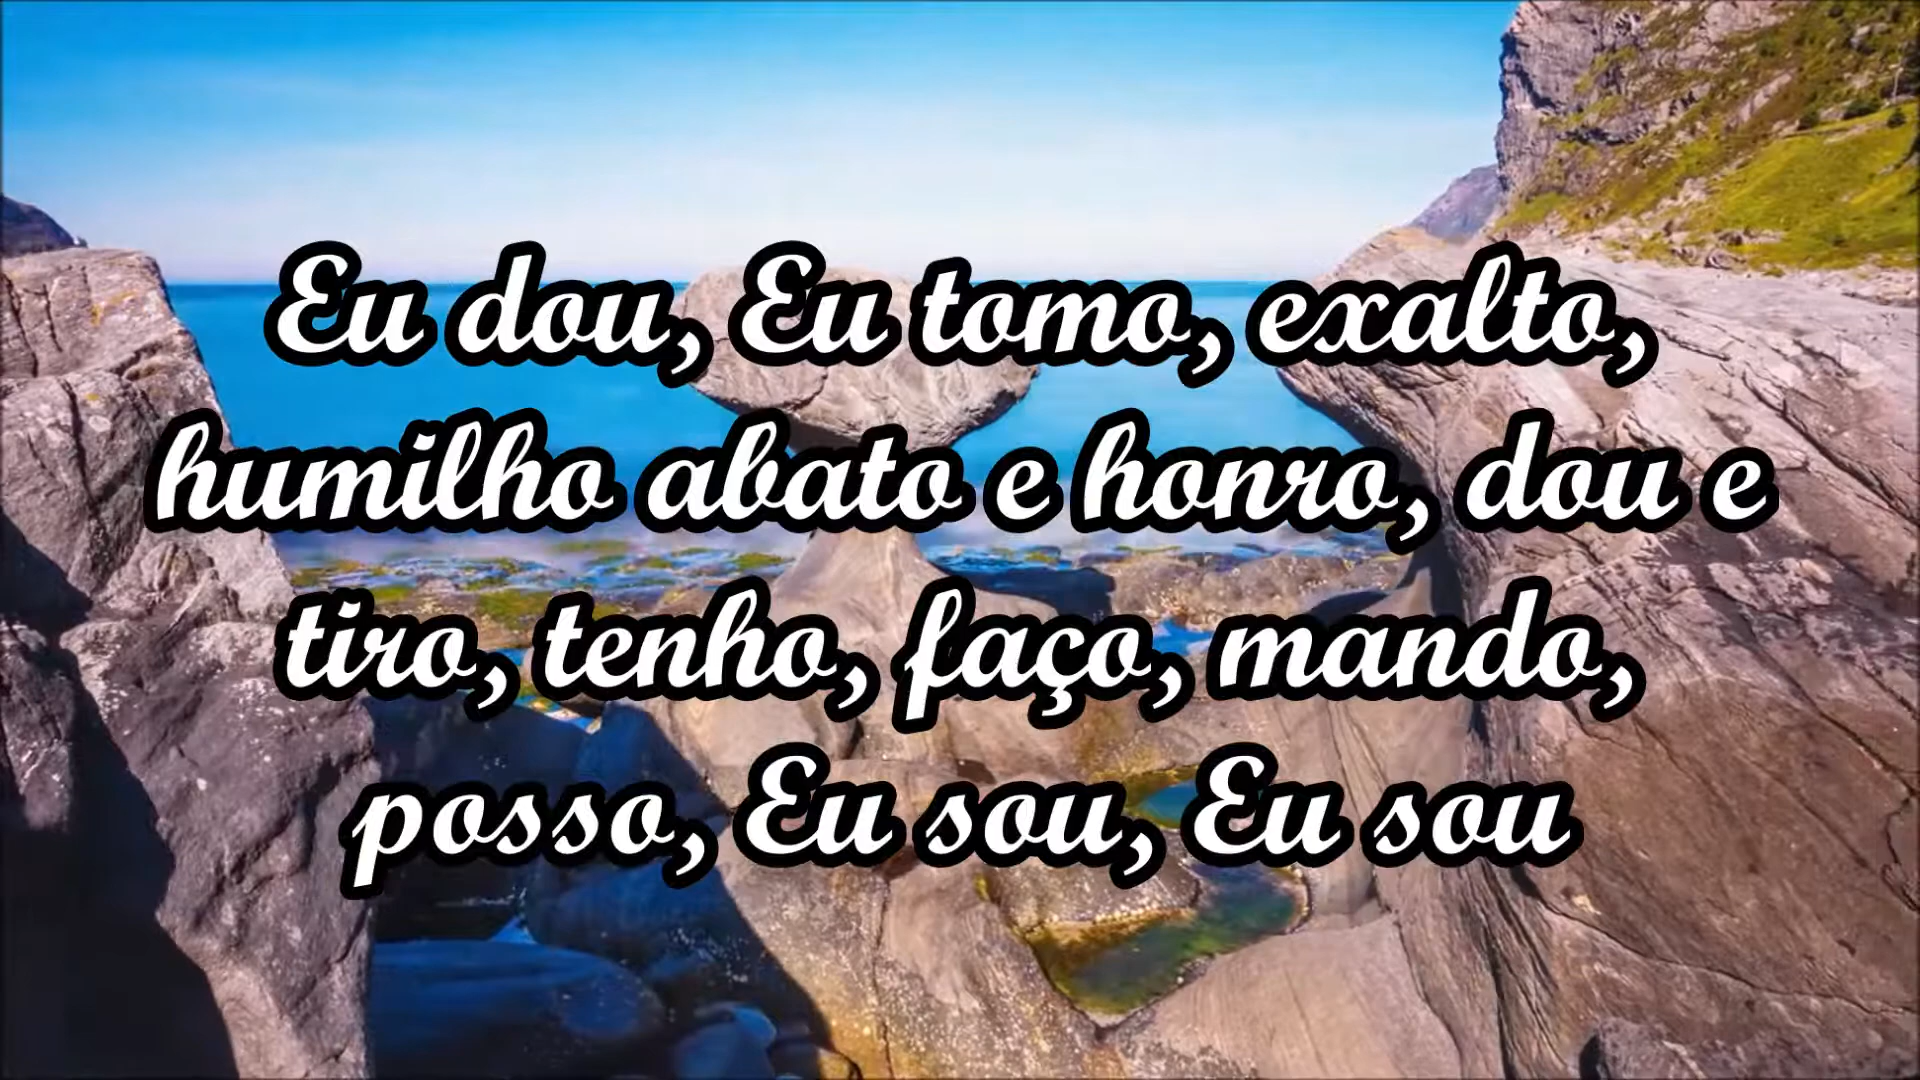 Eu dou, Eu tomo, exalto,
humilho abato e honro, dou e
tiro, tenho, faço, mando,
posso, Eu sou, Eu sou